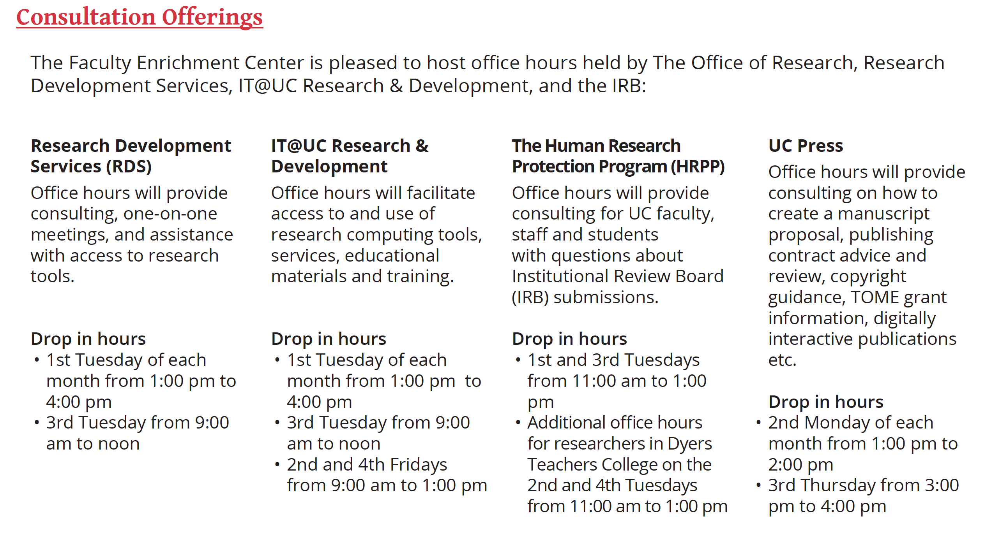 Consultation Offerings
The Faculty Enrichment Center is pleased to host office hours held by The Office of Research, Research
Development Services, IT@UC Research & Development, and the IRB:
Research Development
Services (RDS)
Office hours will provide
consulting, one-on-one
meetings, and assistance
with access to research
tools.
Drop in hours
• 1st Tuesday of each
month from 1:00 pm to
4:00 pm
• 3rd Tuesday from 9:00
am to noon
IT@UC Research &
Development
Office hours will facilitate
access to and use of
research computing tools,
services, educational
materials and training.
Drop in hours
• 1st Tuesday of each
month from 1:00 pm  to
4:00 pm
• 3rd Tuesday from 9:00
am to noon
• 2nd and 4th Fridays
from 9:00 am to 1:00 pm
The Human Research
Protection Program (HRPP)
Office hours will provide
consulting for UC faculty,
staff and students
with questions about
Institutional Review Board
(IRB) submissions.
Drop in hours
• 1st and 3rd Tuesdays
from 11:00 am to 1:00
pm
• Additional office hours
for researchers in Dyers
Teachers College on the
2nd and 4th Tuesdays
from 11:00 am to 1:00 pm
UC Press
Office hours will provide
consulting on how to
create a manuscript
proposal, publishing
contract advice and
review, copyright
guidance, TOME grant
information, digitally
interactive publications
etc.
Drop in hours
• 2nd Monday of each
month from 1:00 pm to
2:00 pm
• 3rd Thursday from 3:00
pm to 4:00 pm